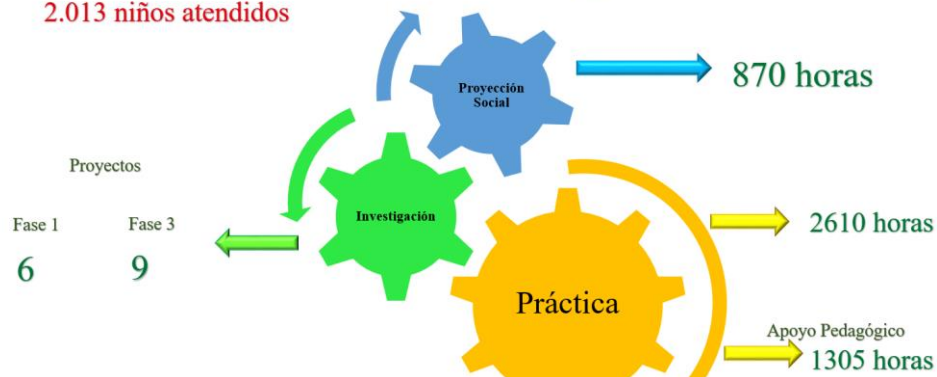 2.013 niños atendidos
Proyección
Social
870 horas
Proyectos
Fase 1
Fase 3
6
9
Investigación
2610 horas
Práctica
Apoyo Pedagógico
1305 horas